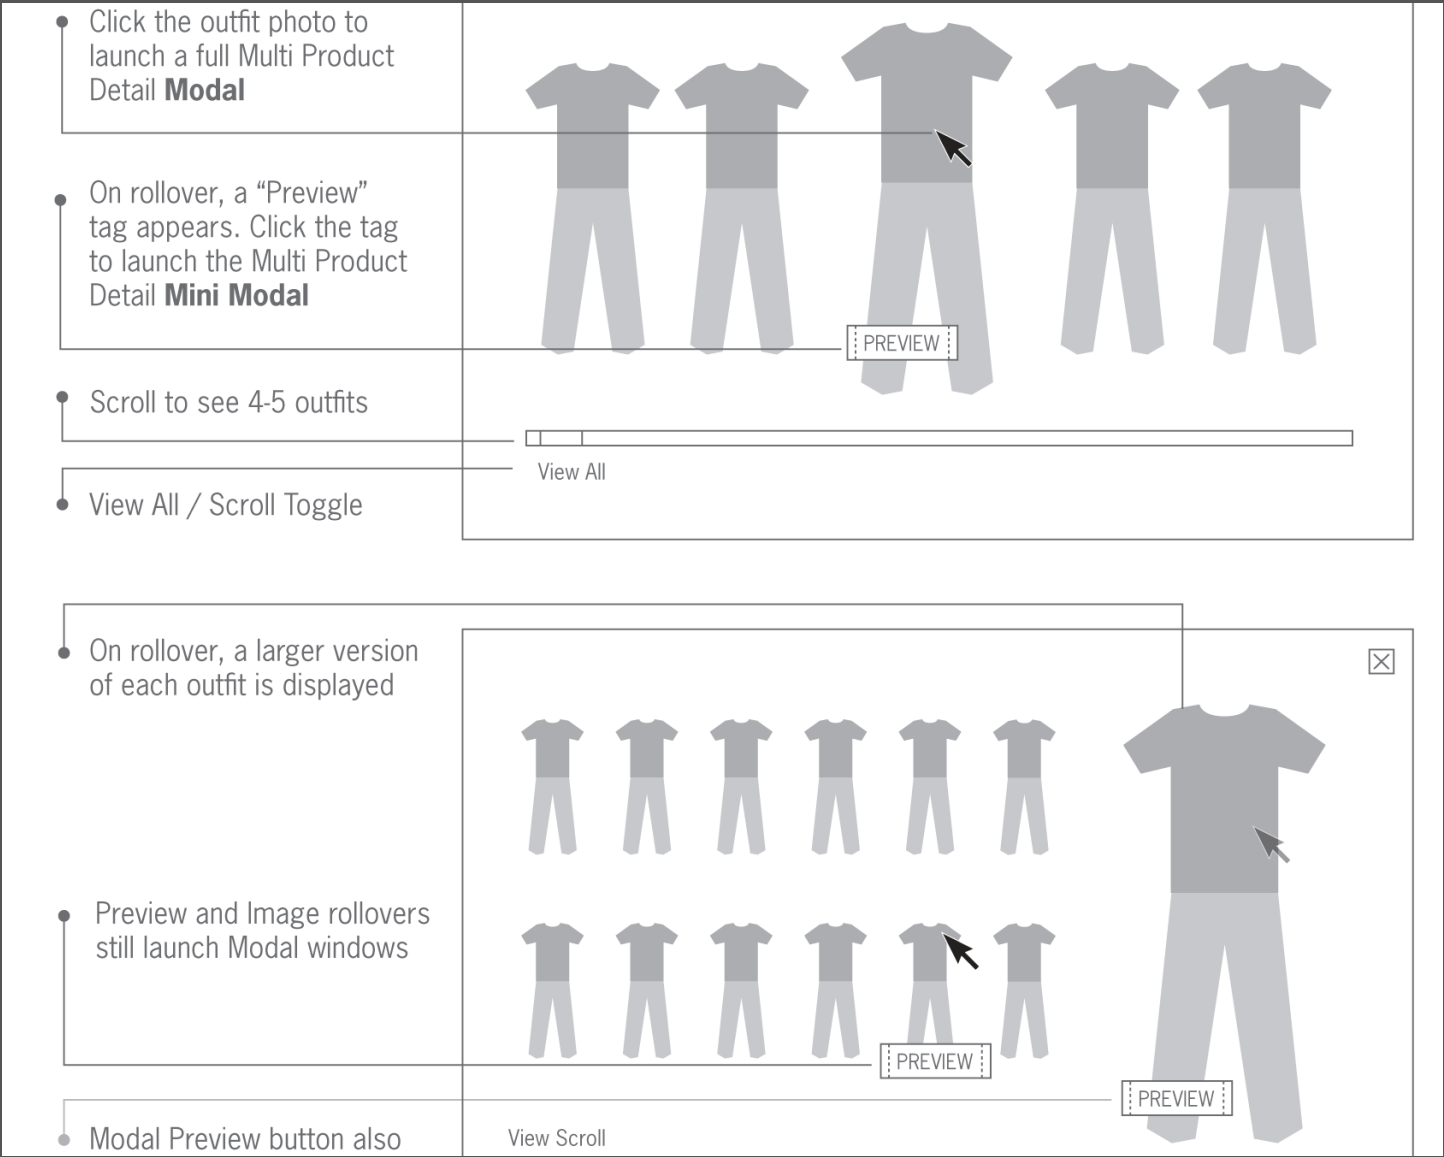 Click the outfit photo to
launch a full Multi Product
Detail Modal
On rollover, a “Preview”
tag appears. Click the tag
to launch the Multi Product
Detail Mini Modal
PREVIEW
Scroll to see 4-5 outfits
View All
View All / Scroll Toggle
On rollover, a larger version
of each outfit is displayed
Preview and Image rollovers
still launch Modal windows
PREVIEW
PREVIEW
Modal Preview button also
View Scroll